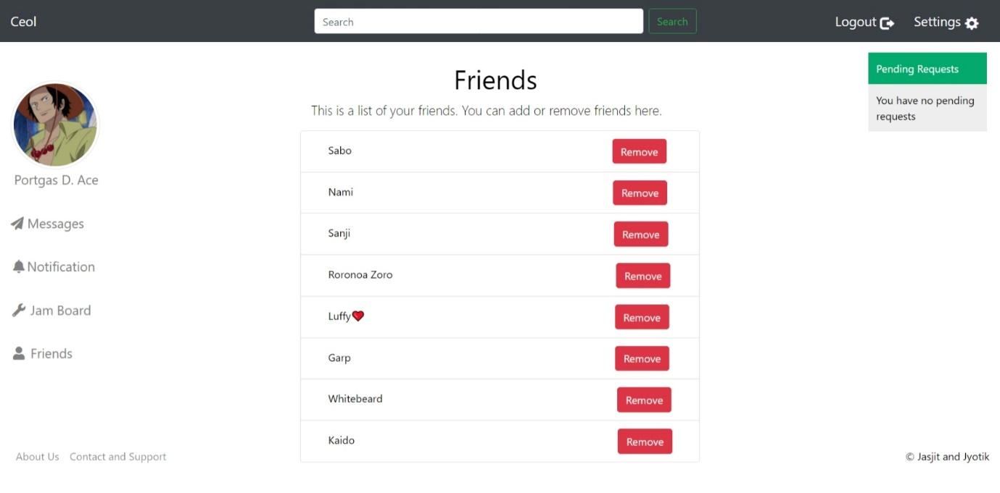 Ceol
Search
Search
Logout
Settings
Portgas D. Ace
Messages
Notification
Jam Board
Friends
Friends
This is a list of your friends. You can add or remove friends here.
Sabo Remove
Nami Remove
Sanji Remove
Roronoa Zoro Remove
Luffy❤️ Remove
Garp Remove
Whitebeard Remove
Kaido Remove
Pending Requests
You have no pending
requests
About Us Contact and Support
© Jasjit and Jyotik